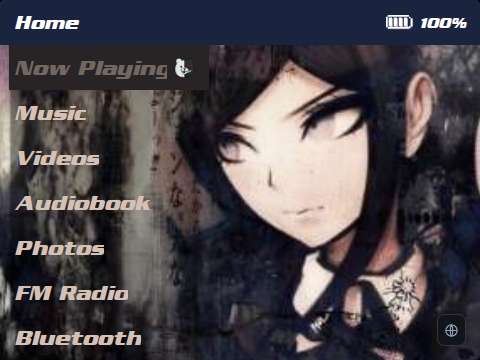 Home
100%
Now Playing
Music
Videos
Audiobook
Photos
FM Radio
Bluetooth